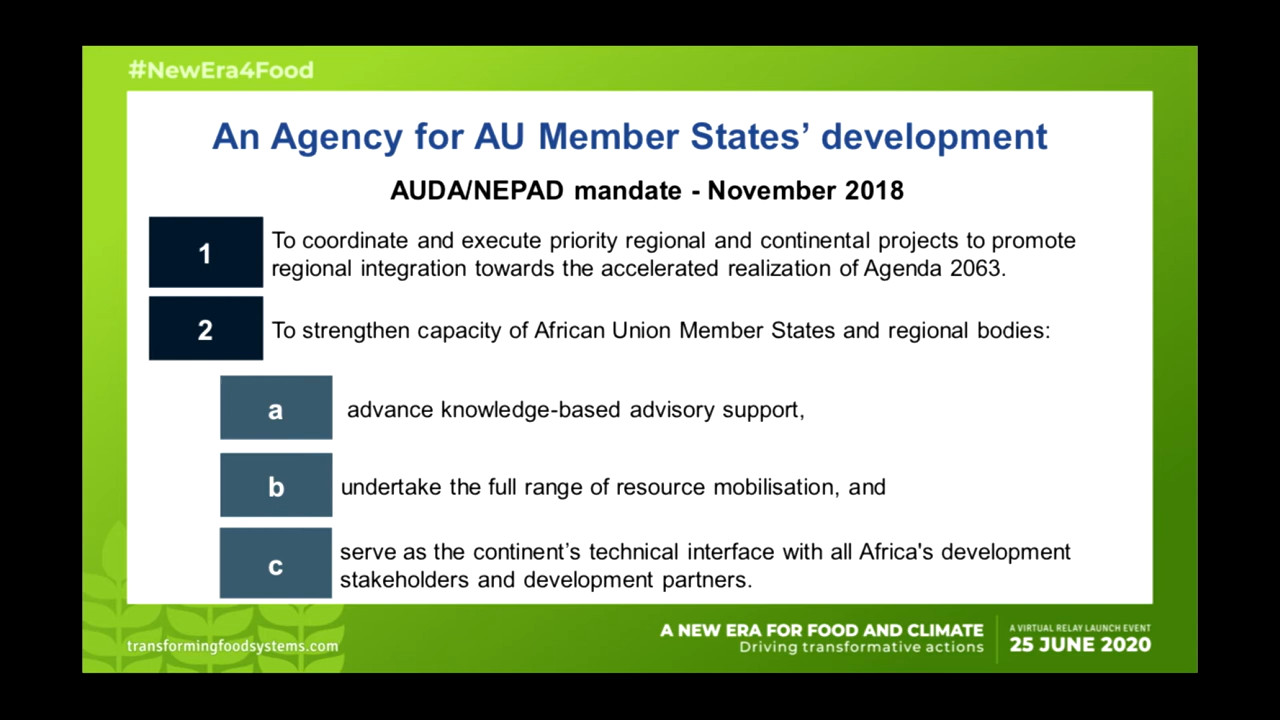 #NewEra4Food
An Agency for AU Member States’ development
AUDA/NEPAD mandate - November 2018
1
To coordinate and execute priority regional and continental projects to promote
regional integration towards the accelerated realization of Agenda 2063.
2
To strengthen capacity of African Union Member States and regional bodies:
a
advance knowledge-based advisory support,
b
undertake the full range of resource mobilisation, and
c
serve as the continent’s technical interface with all Africa's development
stakeholders and development partners.
transformingfoodsystems.com
A NEW ERA FOR FOOD AND CLIMATE
Driving transformative actions
A VIRTUAL RELAY LAUNCH EVENT
25 JUNE 2020